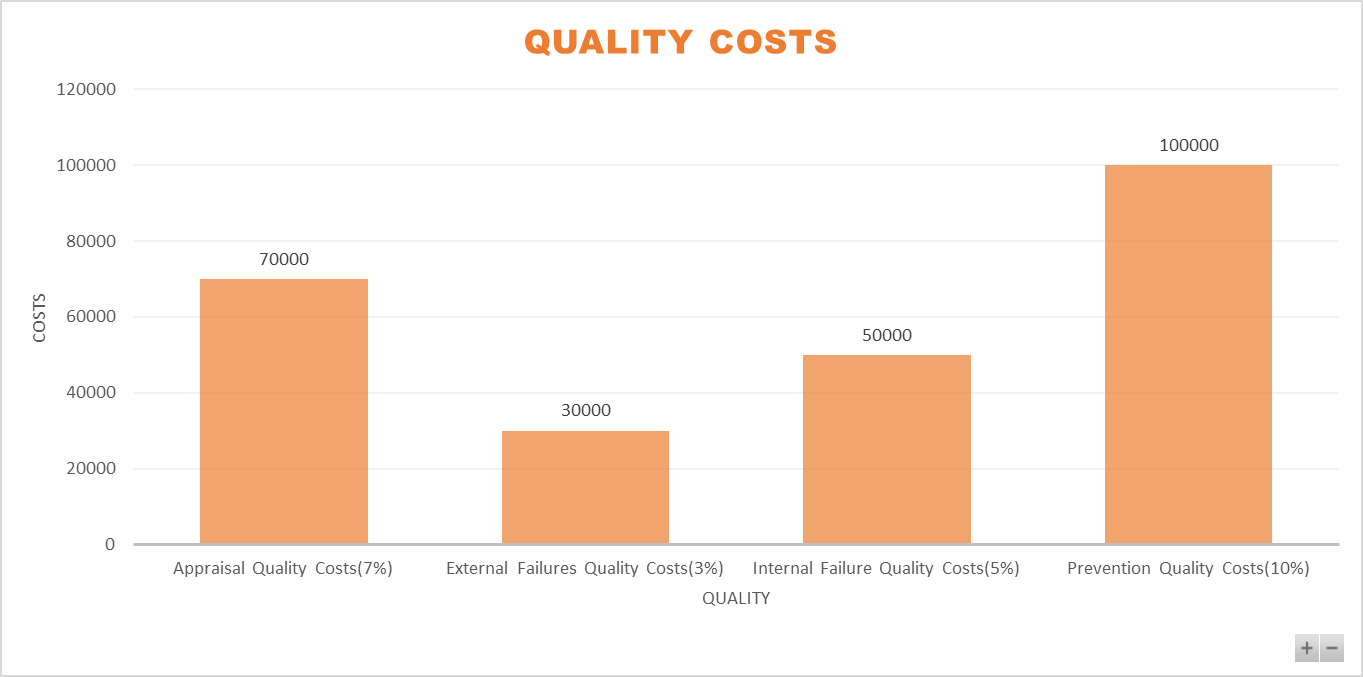 QUALITY COSTS
120000
100000
80000
60000
40000
20000
0
COSTS
70000
30000
50000
100000
Appraisal Quality Costs(7%)
External Failures Quality Costs(3%)
Internal Failure Quality Costs(5%)
Prevention Quality Costs(10%)
QUALITY
+ −